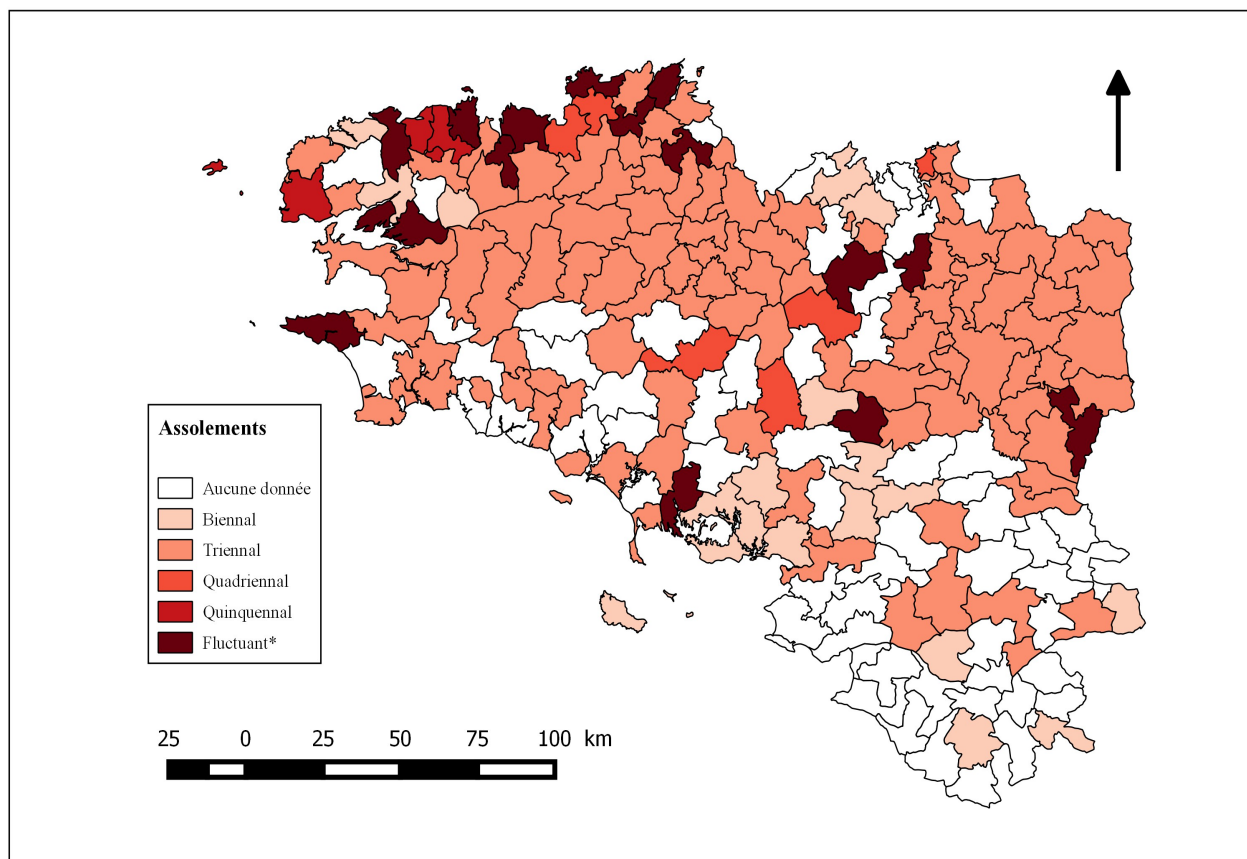 Assolements
Aucune donnée
Biennal
Triennal
Quadriennal
Quinquennal
Fluctuant*
25 0 25 50 75 100 km